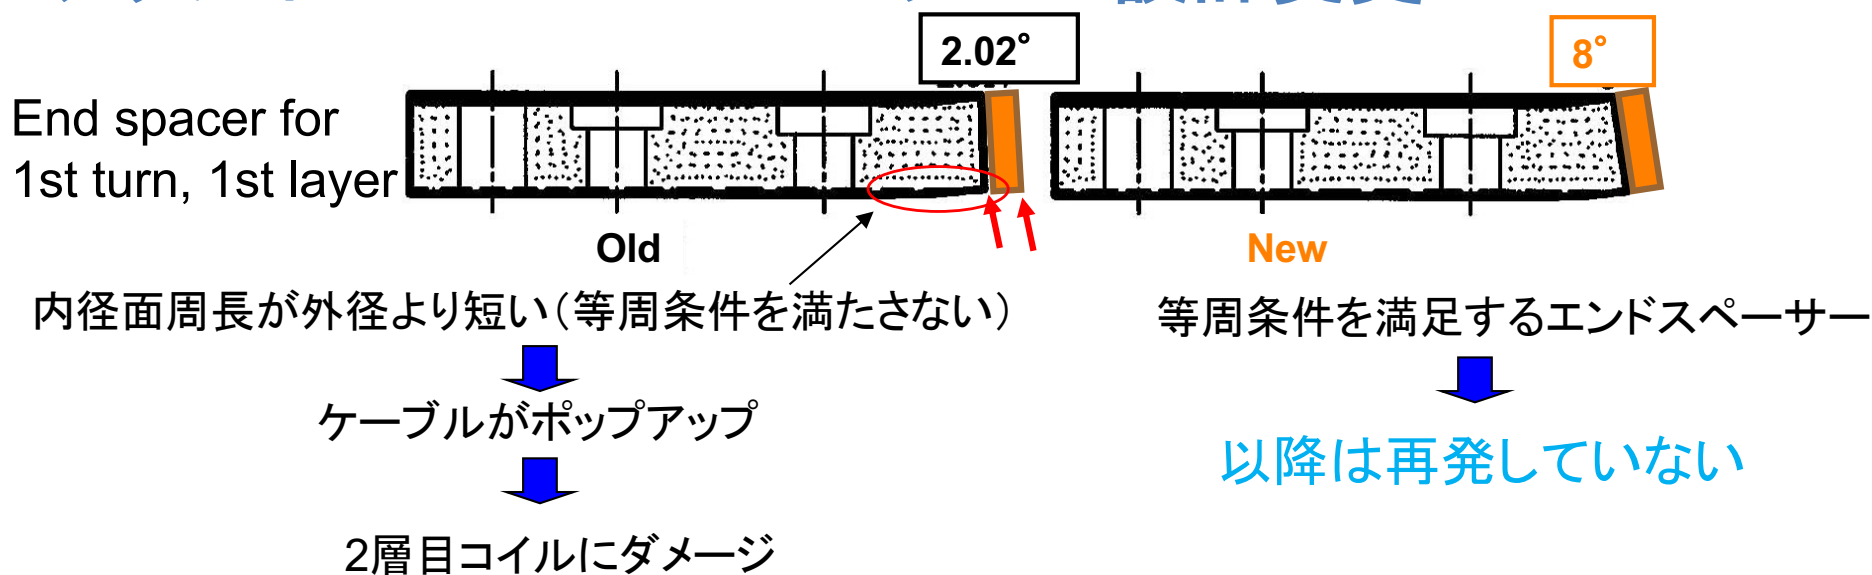 2.02°
8°
End spacer for
1st turn, 1st layer
Old
New
内径面周長が外径より短い（等周条件を満たさない）
等周条件を満足するエンドスペーサー
ケーブルがポップアップ
以降は再発していない
2層目コイルにダメージ